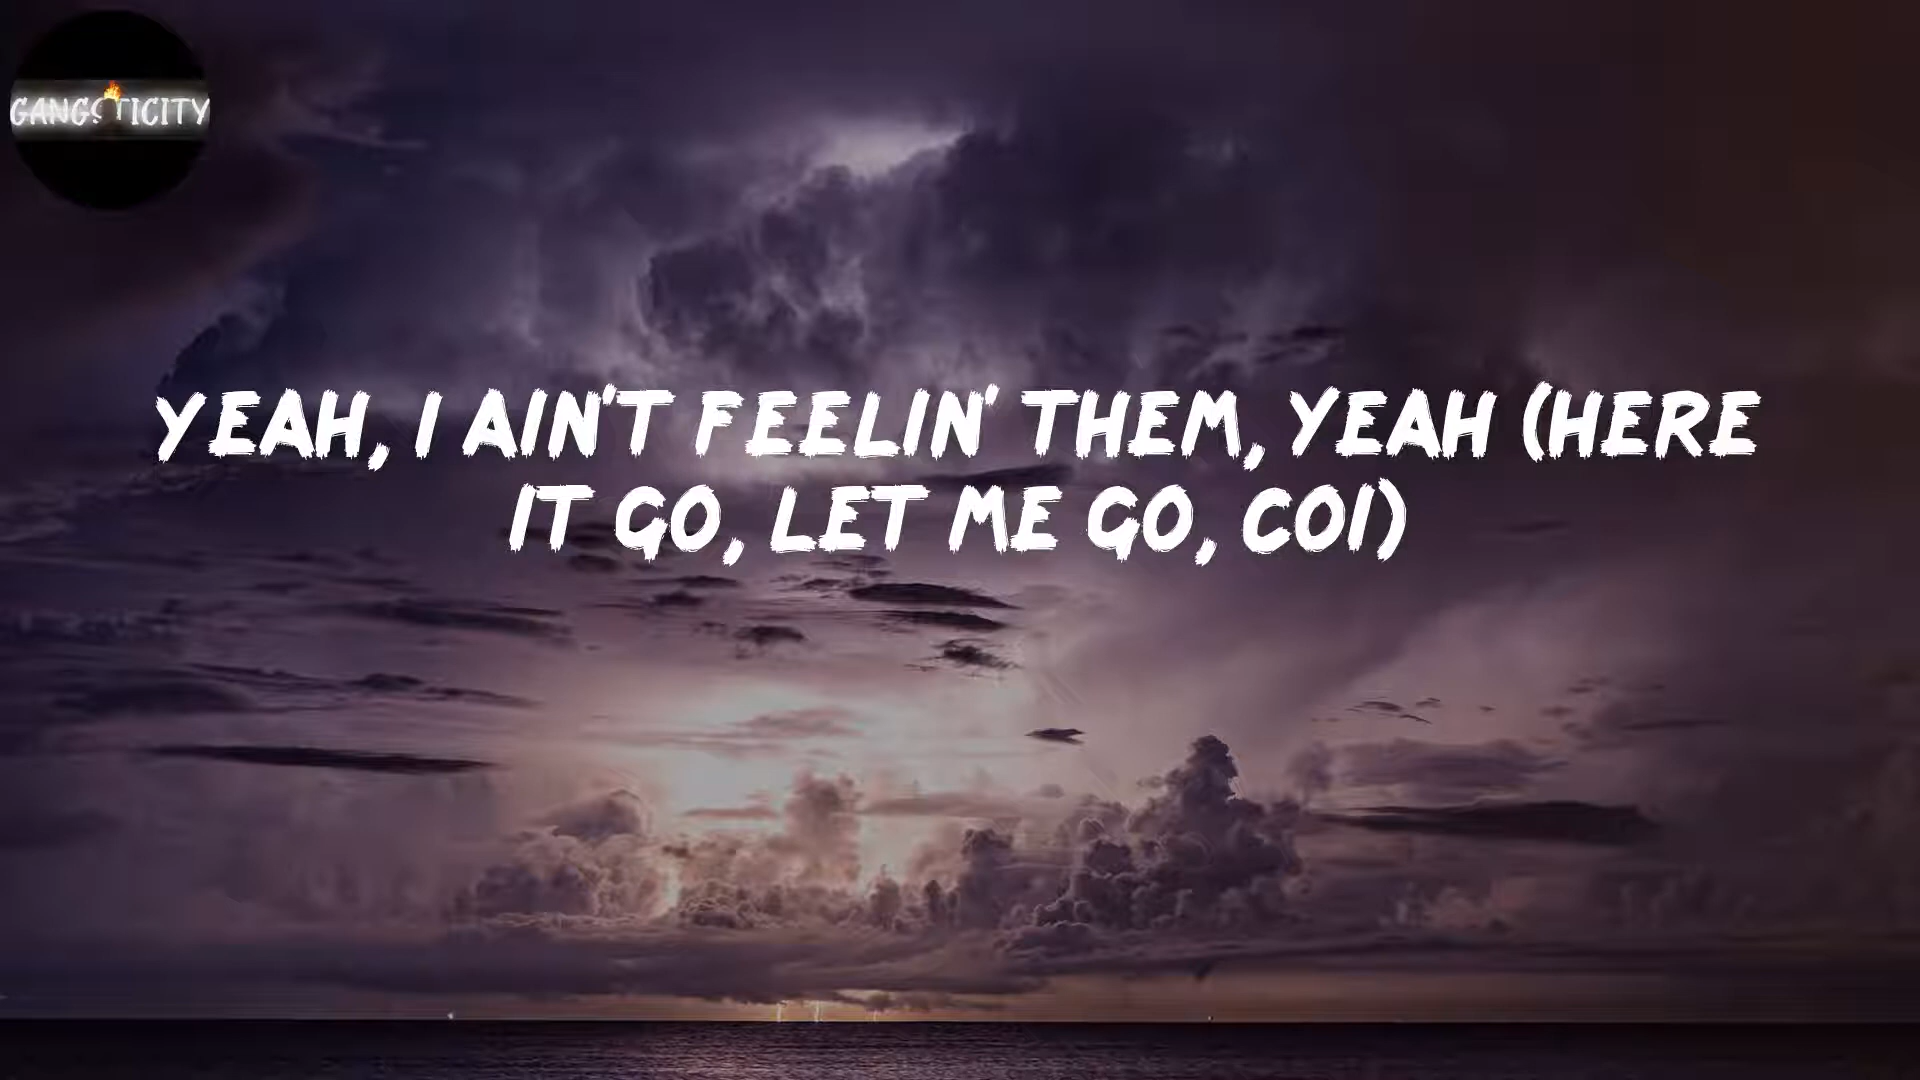 GANGSTICITY
YEAH, I AIN'T FEELIN' THEM, YEAH (HERE
IT GO, LET ME GO, COI)